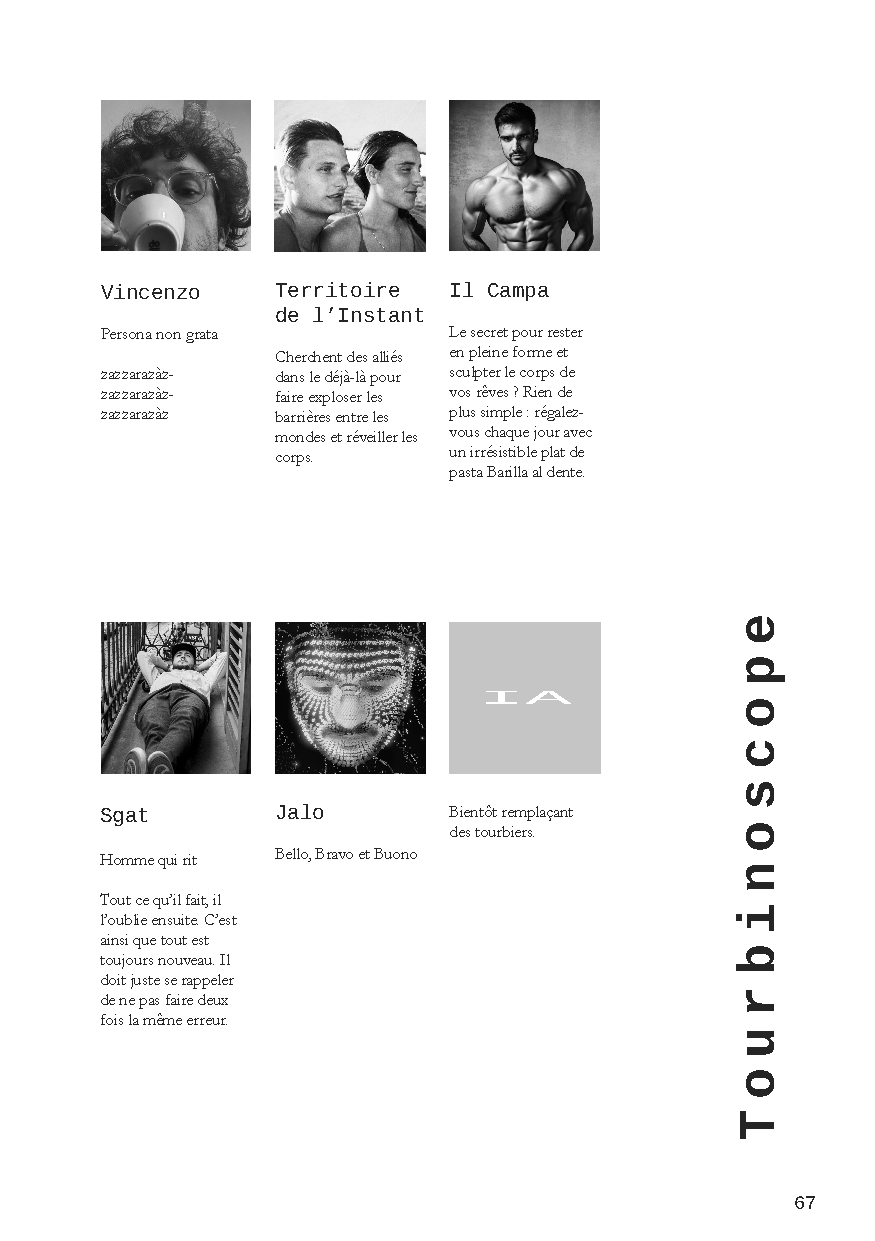 Vincenzo
Persona non grata
zazzarazàz-
zazzarazàz-
zazzarazàz
Territoire
de l’Instant
Cherchent des alliés
dans le déjà-là pour
faire exploser les
barrières entre les
mondes et réveiller les
corps.
Il Campa
Le secret pour rester
en pleine forme et
sculpter le corps de
vos rêves ? Rien de
plus simple : régalez-
vous chaque jour avec
un irrésistible plat de
pasta Barilla al dente.
Sgat
Homme qui rit
Tout ce qu’il fait, il
l’oublie ensuite. C’est
ainsi que tout est
toujours nouveau. Il
doit juste se rappeler
de ne pas faire deux
fois la même erreur.
Jalo
Bello, Bravo et Buono
IA
Bientôt remplaçant
des tourbiers.
Tourbinoscope
67